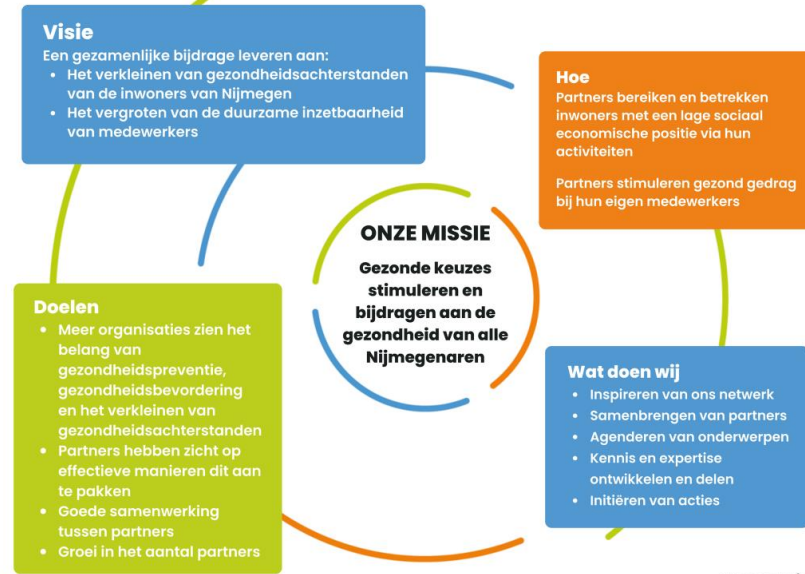 Visie
Een gezamenlijke bijdrage leveren aan:
• Het verkleinen van gezondheidsachterstanden
van de inwoners van Nijmegen
• Het vergroten van de duurzame inzetbaarheid
van medewerkers
Hoe
Partners bereiken en betrekken
inwoners met een lage sociaal
economische positie via hun
activiteiten
Partners stimuleren gezond gedrag
bij hun eigen medewerkers
ONZE MISSIE
Gezonde keuzes
stimuleren en
bijdragen aan de
gezondheid van alle
Nijmegenaren
Doelen
• Meer organisaties zien het
belang van
gezondheidspreventie,
gezondheidsbevordering
en het verkleinen van
gezondheidsachterstanden
• Partners hebben zicht op
effectieve manieren dit aan
te pakken
• Goede samenwerking
tussen partners
• Groei in het aantal partners
Wat doen wij
• Inspireren van ons netwerk
• Samenbrengen van partners
• Agenderen van onderwerpen
• Kennis en expertise
ontwikkelen en delen
• Initiëren van acties